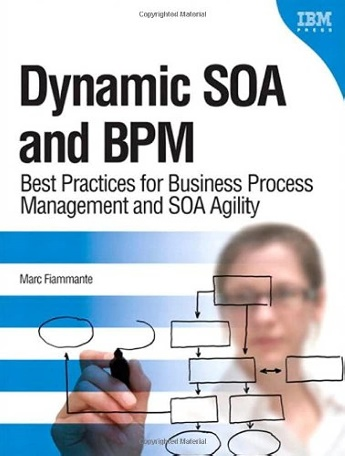 Copyrighted Material
IBM
PRESS
Dynamic SOA
and BPM
Best Practices for Business Process
Management and SOA Agility
Marc Fiammante
Copyrighted Material